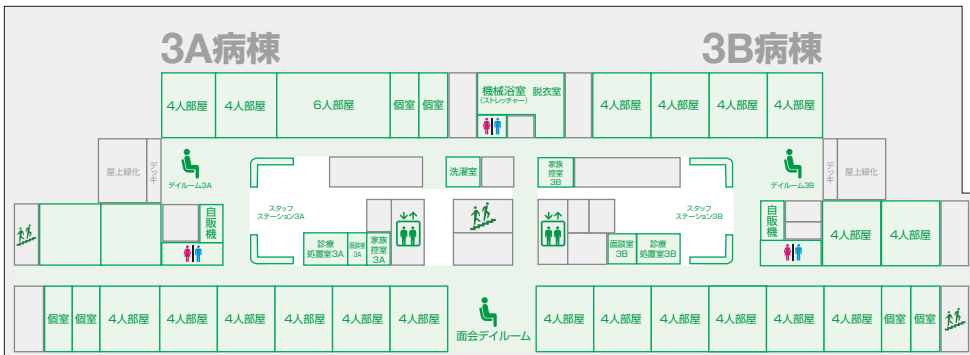 3A病棟
3B病棟
4人部屋
4人部屋
6人部屋
個室
個室
機械浴室
(ストレッチャー)
脱衣室
4人部屋
4人部屋
4人部屋
4人部屋
屋上緑化
デッキ
デイルーム3A
洗濯室
家族
控室
3B
デイルーム3B
デッキ
屋上緑化
スタッフ
ステーション3A
スタッフ
ステーション3B
自販機
診療
処置室3A
面談室
3A
家族
控室
3A
面談室
3B
診療
処置室3B
自販機
4人部屋
4人部屋
個室
個室
4人部屋
4人部屋
4人部屋
4人部屋
4人部屋
4人部屋
面会デイルーム
4人部屋
4人部屋
4人部屋
4人部屋
4人部屋
4人部屋
個室
個室